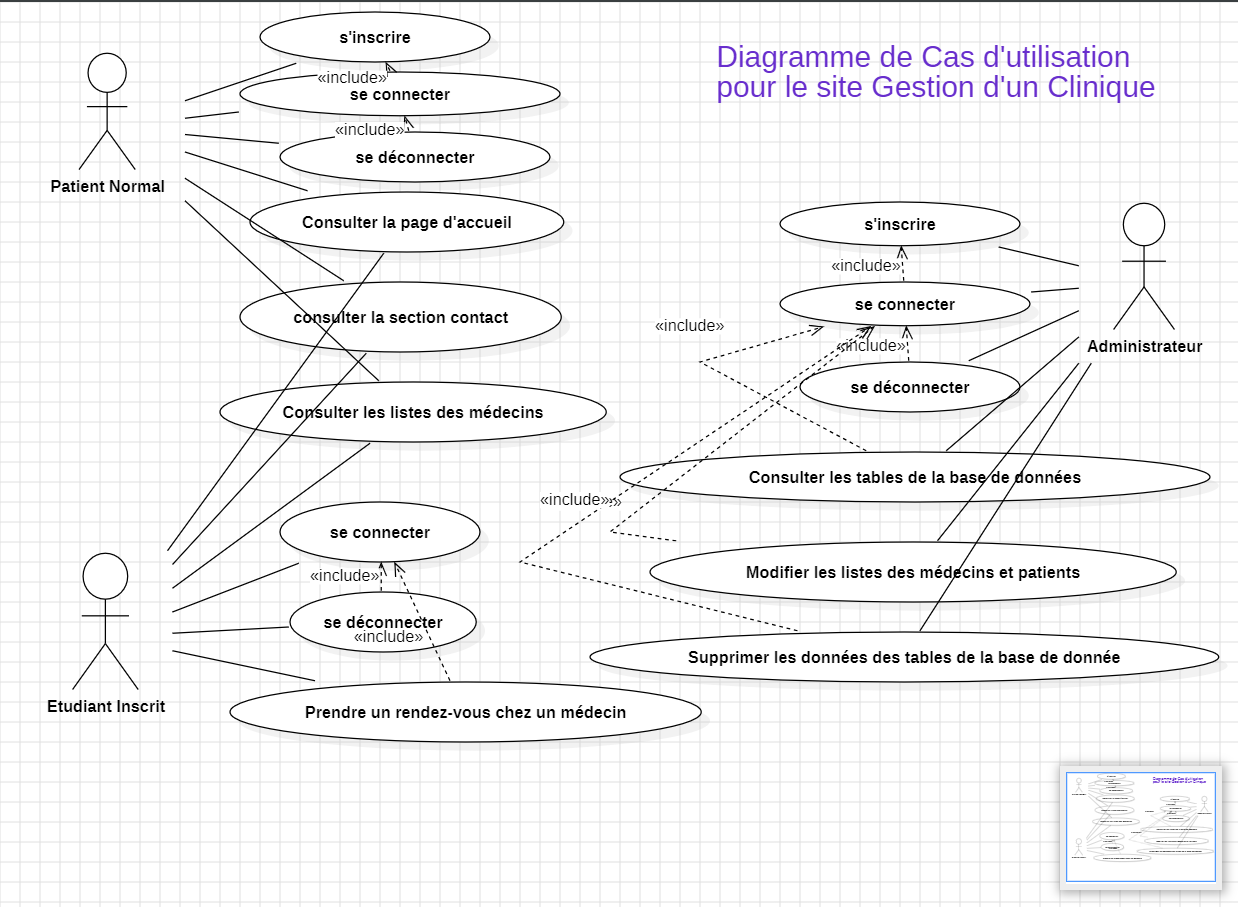 Diagramme de Cas d'utilisation
pour le site Gestion d'un Clinique
s'inscrire
«include»
se connecter
«include»
se déconnecter
Patient Normal
Consulter la page d'accueil
consulter la section contact
Consulter les listes des médecins
s'inscrire
«include»
se connecter
«include»
«include»
se déconnecter
Administrateur
Consulter les tables de la base de données
«include»
Modifier les listes des médecins et patients
Supprimer les données des tables de la base de donnée
se connecter
«include»
se déconnecter
«include»
Etudiant Inscrit
Prendre un rendez-vous chez un médecin